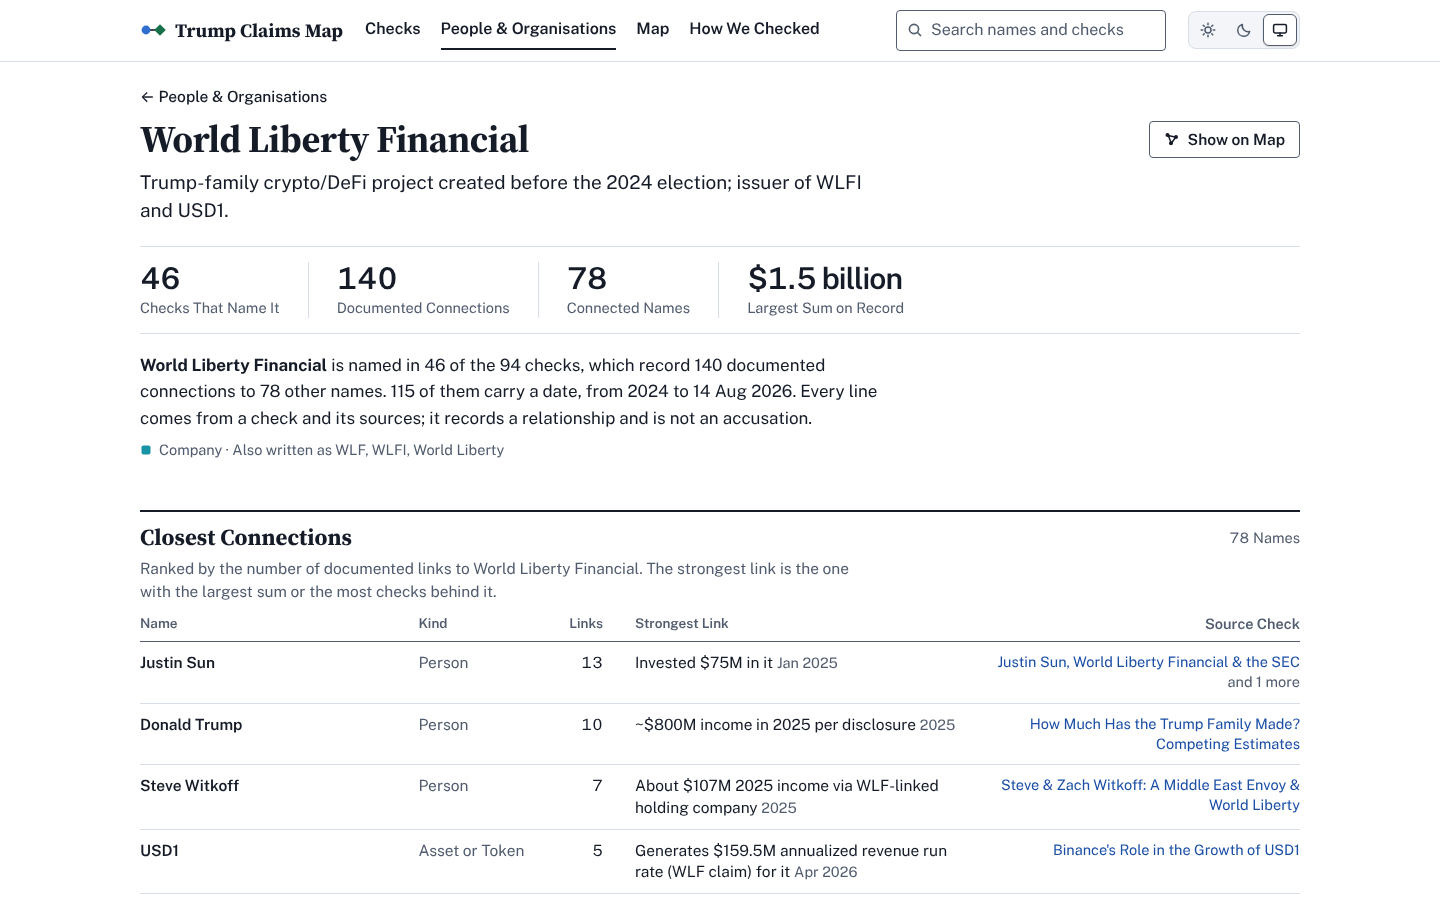 Trump Claims Map
Checks
People & Organisations
Map
How We Checked
Search names and checks
← People & Organisations
World Liberty Financial
Show on Map
Trump-family crypto/DeFi project created before the 2024 election; issuer of WLFI
and USD1.
46
Checks That Name It
140
Documented Connections
78
Connected Names
$1.5 billion
Largest Sum on Record
World Liberty Financial is named in 46 of the 94 checks, which record 140 documented
connections to 78 other names. 115 of them carry a date, from 2024 to 14 Aug 2026. Every line
comes from a check and its sources; it records a relationship and is not an accusation.
Company · Also written as WLF, WLFI, World Liberty
Closest Connections
78 Names
Ranked by the number of documented links to World Liberty Financial. The strongest link is the one
with the largest sum or the most checks behind it.
Name Kind Links Strongest Link Source Check
Justin Sun Person 13 Invested $75M in it Jan 2025 Justin Sun, World Liberty Financial & the SEC
and 1 more
Donald Trump Person 10 ~$800M income in 2025 per disclosure 2025 How Much Has the Trump Family Made?
Competing Estimates
Steve Witkoff Person 7 About $107M 2025 income via WLF-linked Steve & Zach Witkoff: A Middle East Envoy &
holding company 2025 World Liberty
USD1 Asset or Token 5 Generates $159.5M annualized revenue run Binance's Role in the Growth of USD1
rate (WLF claim) for it Apr 2026